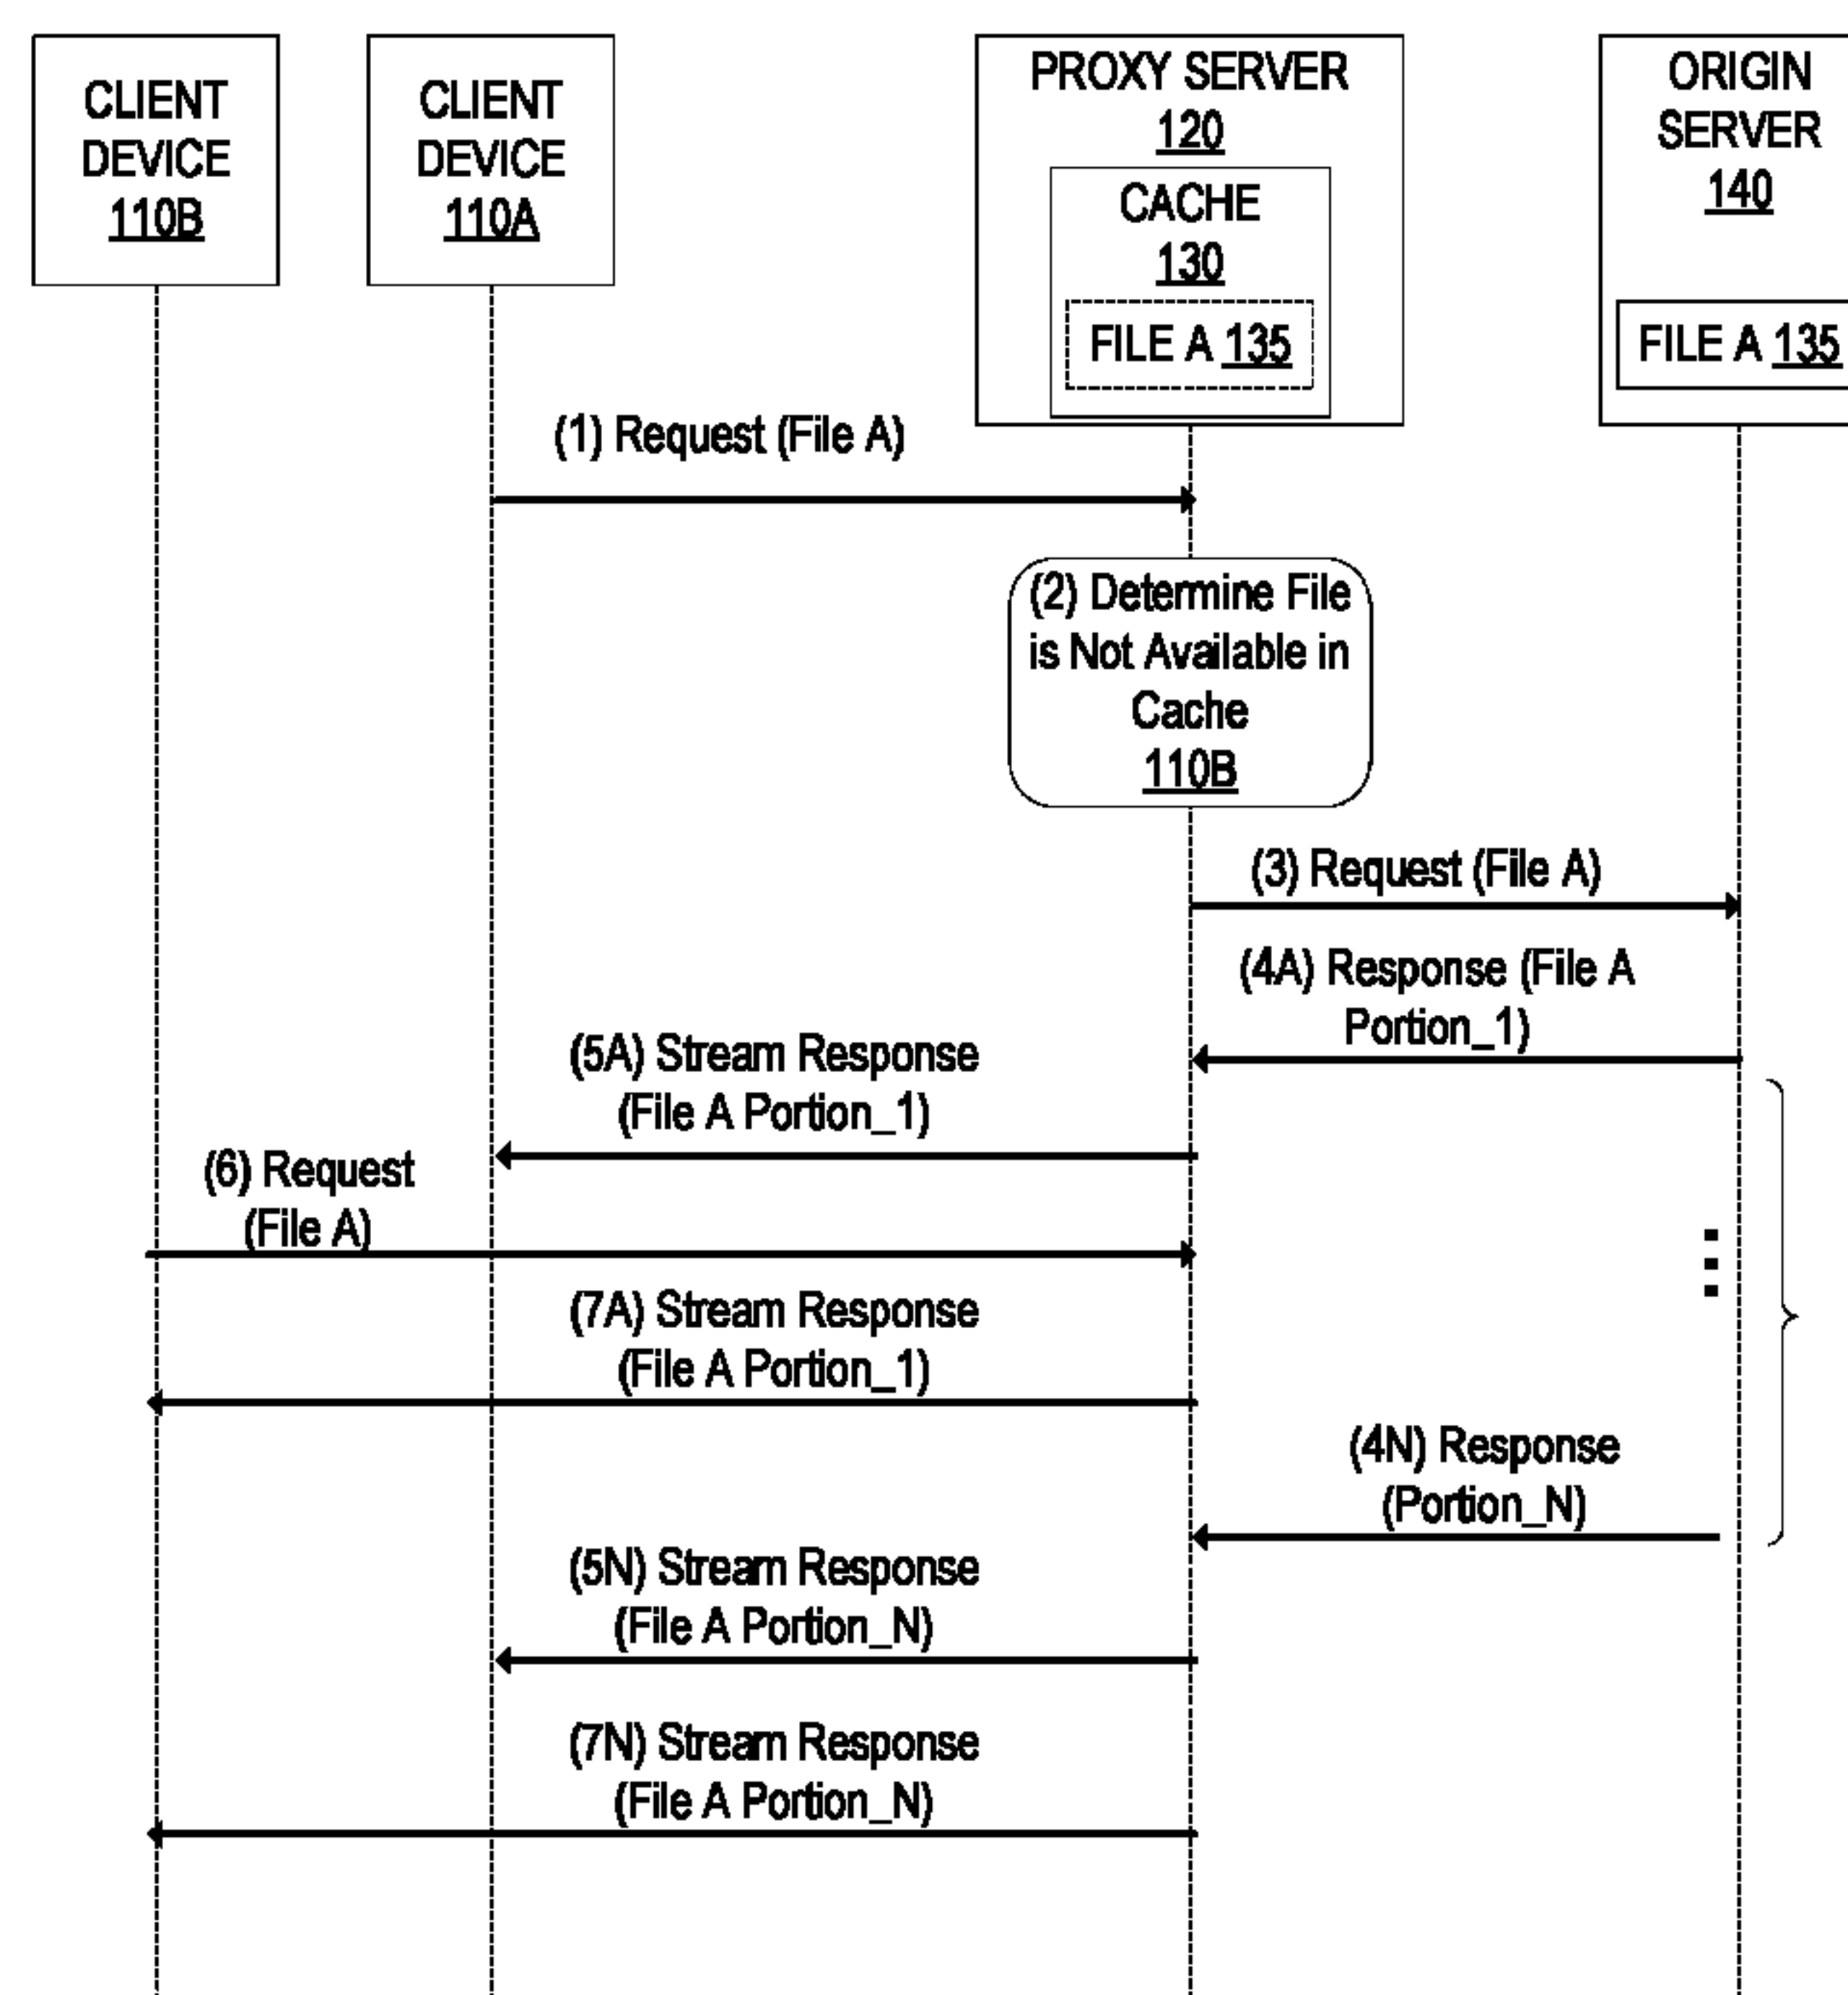 CLIENT
DEVICE
110B
CLIENT
DEVICE
110A
PROXY SERVER
120
CACHE
130
FILE A 135
ORIGIN
SERVER
140
FILE A 135
(1) Request (File A)
(2) Determine File
is Not Available in
Cache
110B
(3) Request (File A)
(4A) Response (File A
Portion_1)
(5A) Stream Response
(File A Portion_1)
(6) Request
(File A)
(7A) Stream Response
(File A Portion_1)
(4N) Response
(Portion_N)
(5N) Stream Response
(File A Portion_N)
(7N) Stream Response
(File A Portion_N)